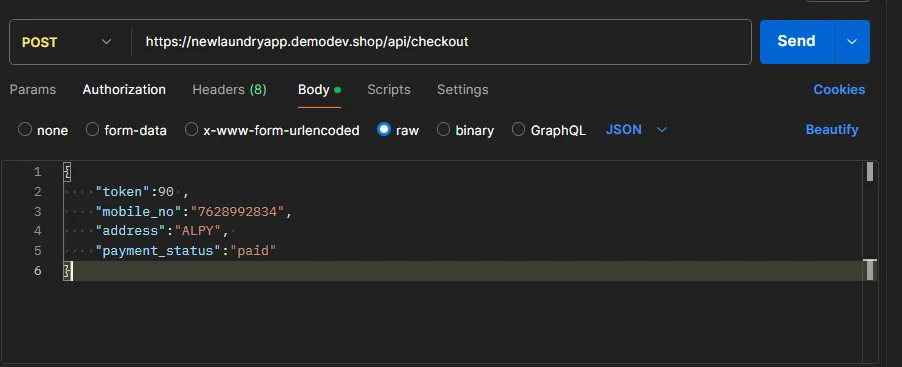 POST https://newlaundryapp.demodev.shop/api/checkout Send
Params Authorization Headers (8) Body Scripts Settings Cookies
none form-data x-www-form-urlencoded raw binary GraphQL JSON Beautify
1 {
2 "token":90 ,
3 "mobile_no":"7628992834",
4 "address":"ALPY",
5 "payment_status":"paid"
6 }